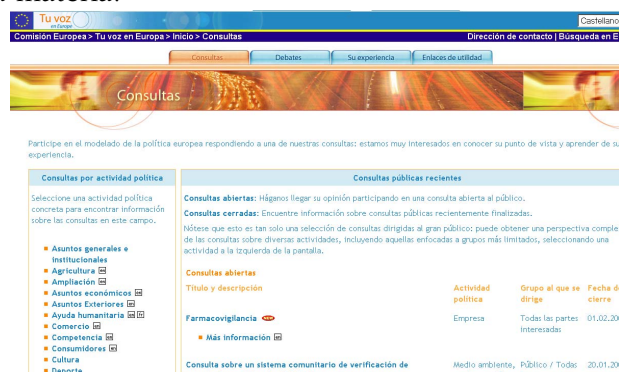 Tu voz
en Europa
Castellano
Comisión Europea > Tu voz en Europa > Inicio > Consultas
Dirección de contacto | Búsqueda en E
Consultas
Debates
Su experiencia
Enlaces de utilidad
Consultas
Participe en el modelado de la política europea respondiendo a una de nuestras consultas: estamos muy interesados en conocer su punto de vista y aprender de su
experiencia.
Consultas por actividad política
Seleccione una actividad política
concreta para encontrar información
sobre las consultas en este campo.
Asuntos generales e
institucionales
Agricultura
Ampliación
Asuntos económicos
Asuntos Exteriores
Ayuda humanitaria
Comercio
Competencia
Consumidores
Cultura
Deporte
Consultas públicas recientes
Consultas abiertas: Háganos llegar su opinión participando en una consulta abierta al público.
Consultas cerradas: Encuentre información sobre consultas públicas recientemente finalizadas.
Nótese que esto es tan solo una selección de consultas dirigidas al gran público: puede obtener una perspectiva comple
de las consultas sobre diversas actividades, incluyendo aquellas enfocadas a grupos más limitados, seleccionando una
actividad a la izquierda de la pantalla.
Consultas abiertas
Título y descripción
Actividad
política
Grupo al que se
dirige
Fecha de
cierre
Farmacovigilancia
Empresa
Todas las partes
interesadas
01.02.20
Más información
Consulta sobre un sistema comunitario de verificación de
Medio ambiente,
Público / Todas
20.01.20